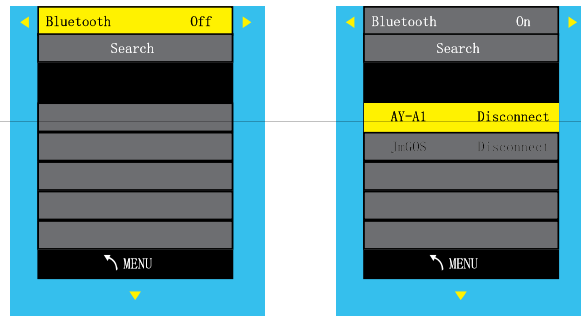 Bluetooth Off
Search
MENU
Bluetooth On
Search
AY-A1 Disconnect
Disconnect
MENU